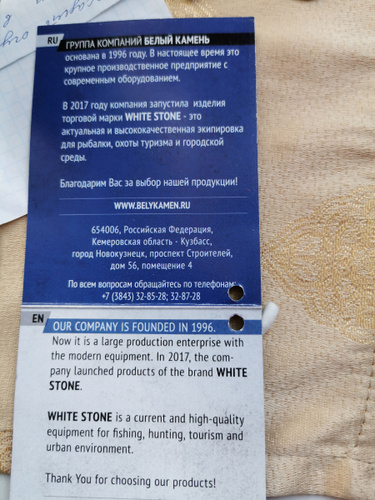 RU
ГРУППА КОМПАНИЙ БЕЛЫЙ КАМЕНЬ
основана в 1996 году. В настоящее время это
крупное производственное предприятие с
современным оборудованием.
В 2017 году компания запустила изделия
торговой марки WHITE STONE - это
актуальная и высококачественная экипировка
для рыбалки, охоты туризма и городской
среды.
Благодарим Вас за выбор нашей продукции!
WWW.BELYKAMEN.RU
654006, Российская Федерация,
Кемеровская область - Кузбасс,
город Новокузнецк, проспект Строителей,
дом 56, помещение 4
По всем вопросам обращайтесь по телефонам:
+7 (3843) 32-85-28; 32-87-28
EN
OUR COMPANY IS FOUNDED IN 1996.
Now it is a large production enterprise with
the modern equipment. In 2017, the com-
pany launched products of the brand WHITE
STONE.
WHITE STONE is a current and high-quality
equipment for fishing, hunting, tourism and
urban environment.
Thank You for choosing our products!